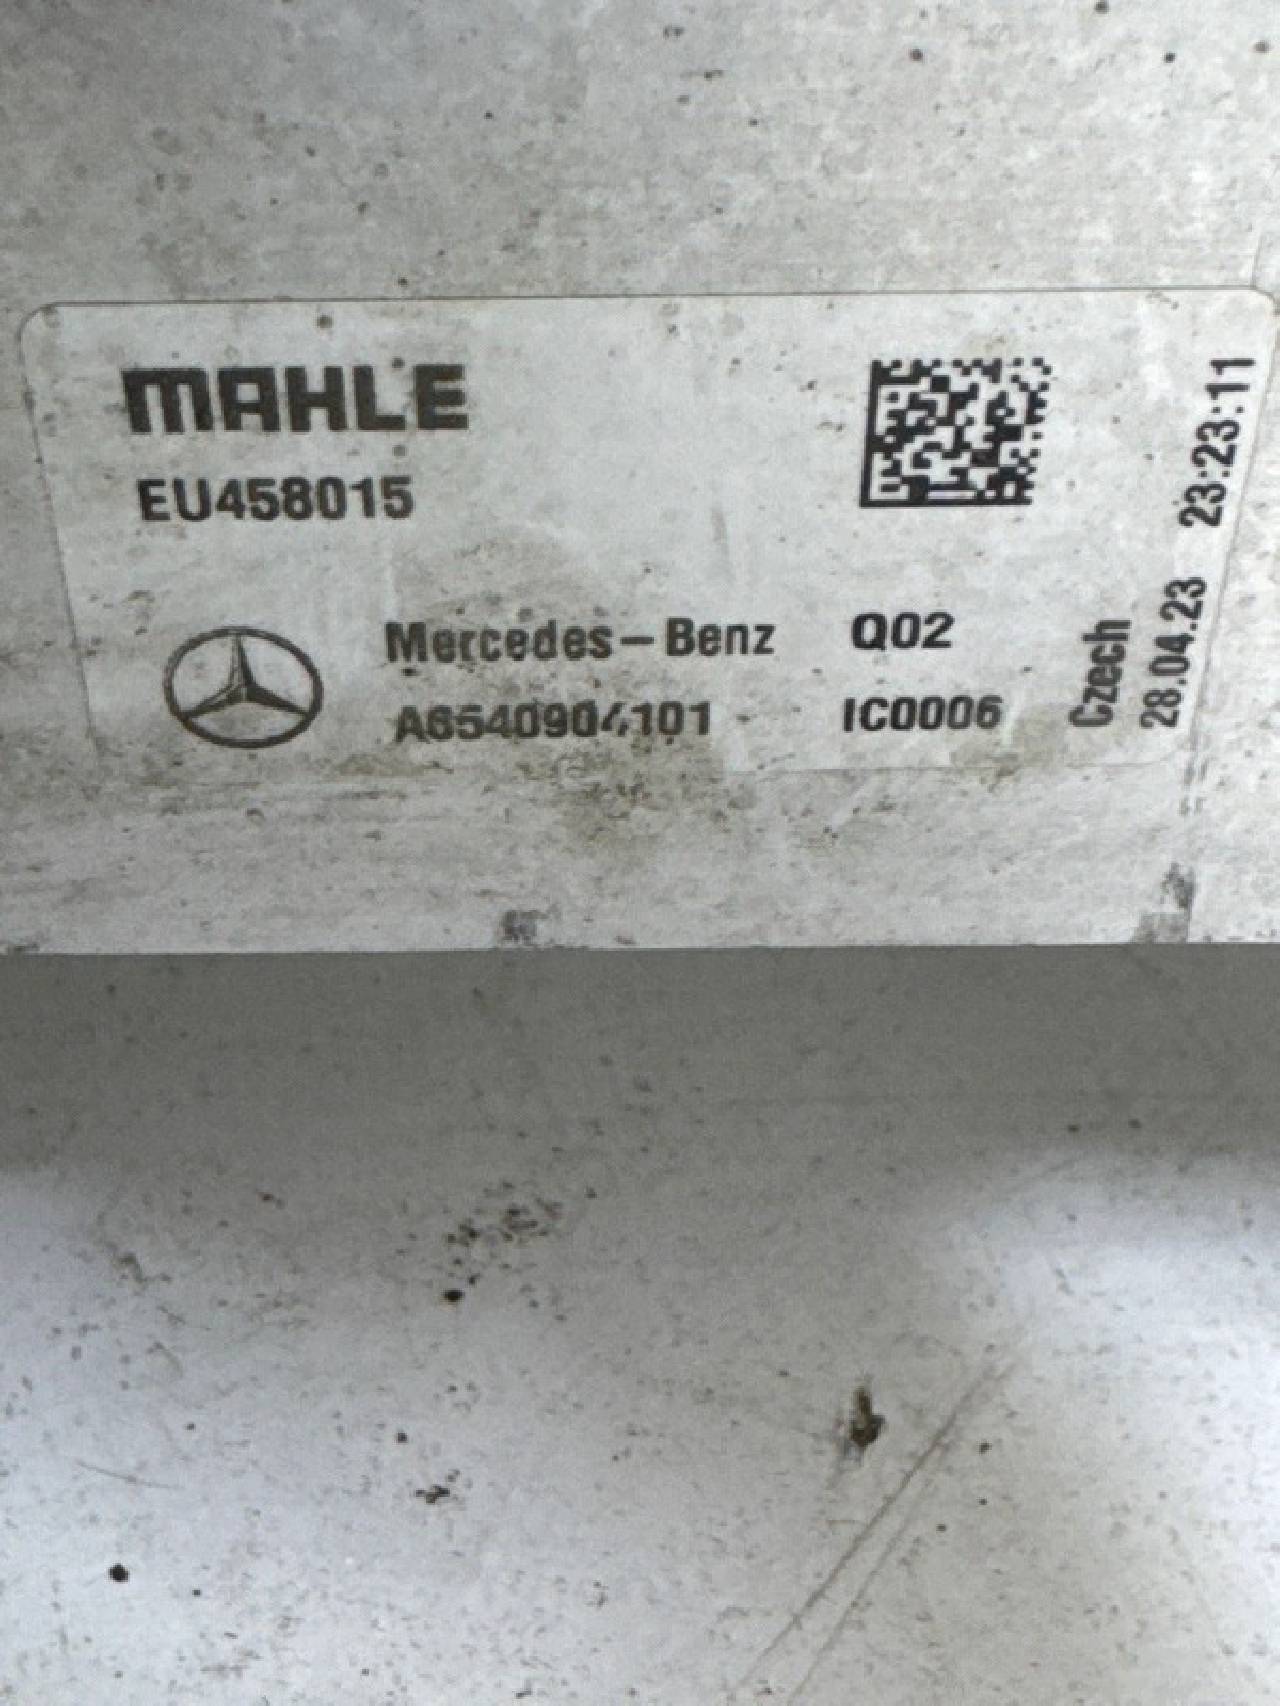 MAHLE
EU458015
Mercedes-Benz Q02
A6540904101 IC0006
Czech
28.04.23 23:23:11